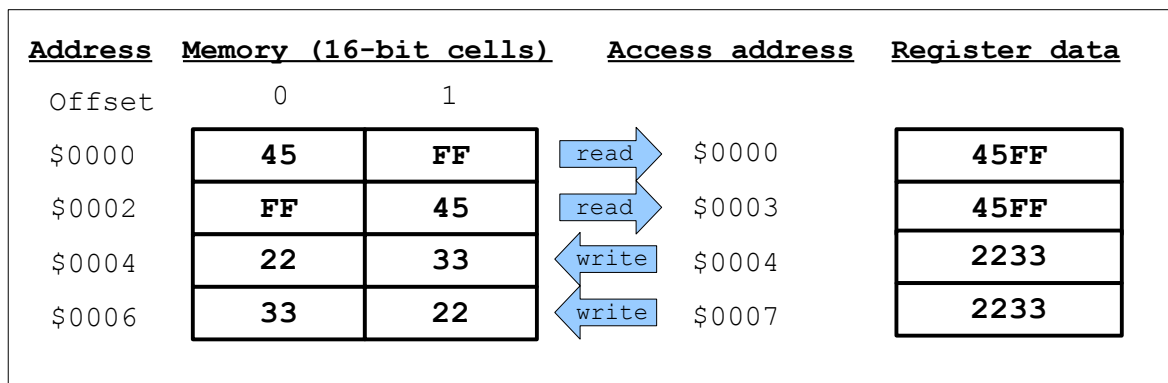 Address Memory (16-bit cells) Access address Register data
Offset 0 1
$0000 45 FF read $0000 45FF
$0002 FF 45 read $0003 45FF
$0004 22 33 write $0004 2233
$0006 33 22 write $0007 2233